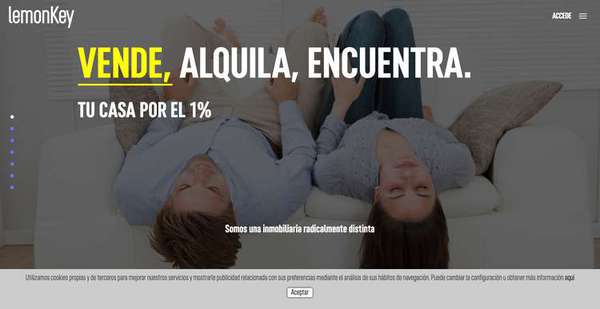 lemonKey
ACCEDE
VENDE, ALQUILA, ENCUENTRA.
TU CASA POR EL 1%
Somos una inmobiliaria radicalmente distinta
Utilizamos cookies propias y de terceros para mejorar nuestros servicios y mostrarle publicidad relacionada con sus preferencias mediante el análisis de sus hábitos de navegación. Puede cambiar la configuración u obtener más información aquí
Aceptar